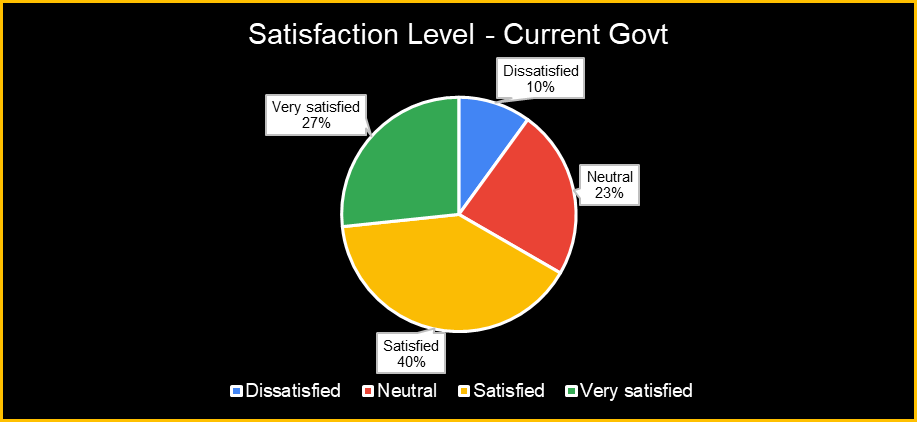 Satisfaction Level - Current Govt
Dissatisfied
10%
Very satisfied
27%
Neutral
23%
Satisfied
40%
Dissatisfied Neutral Satisfied Very satisfied